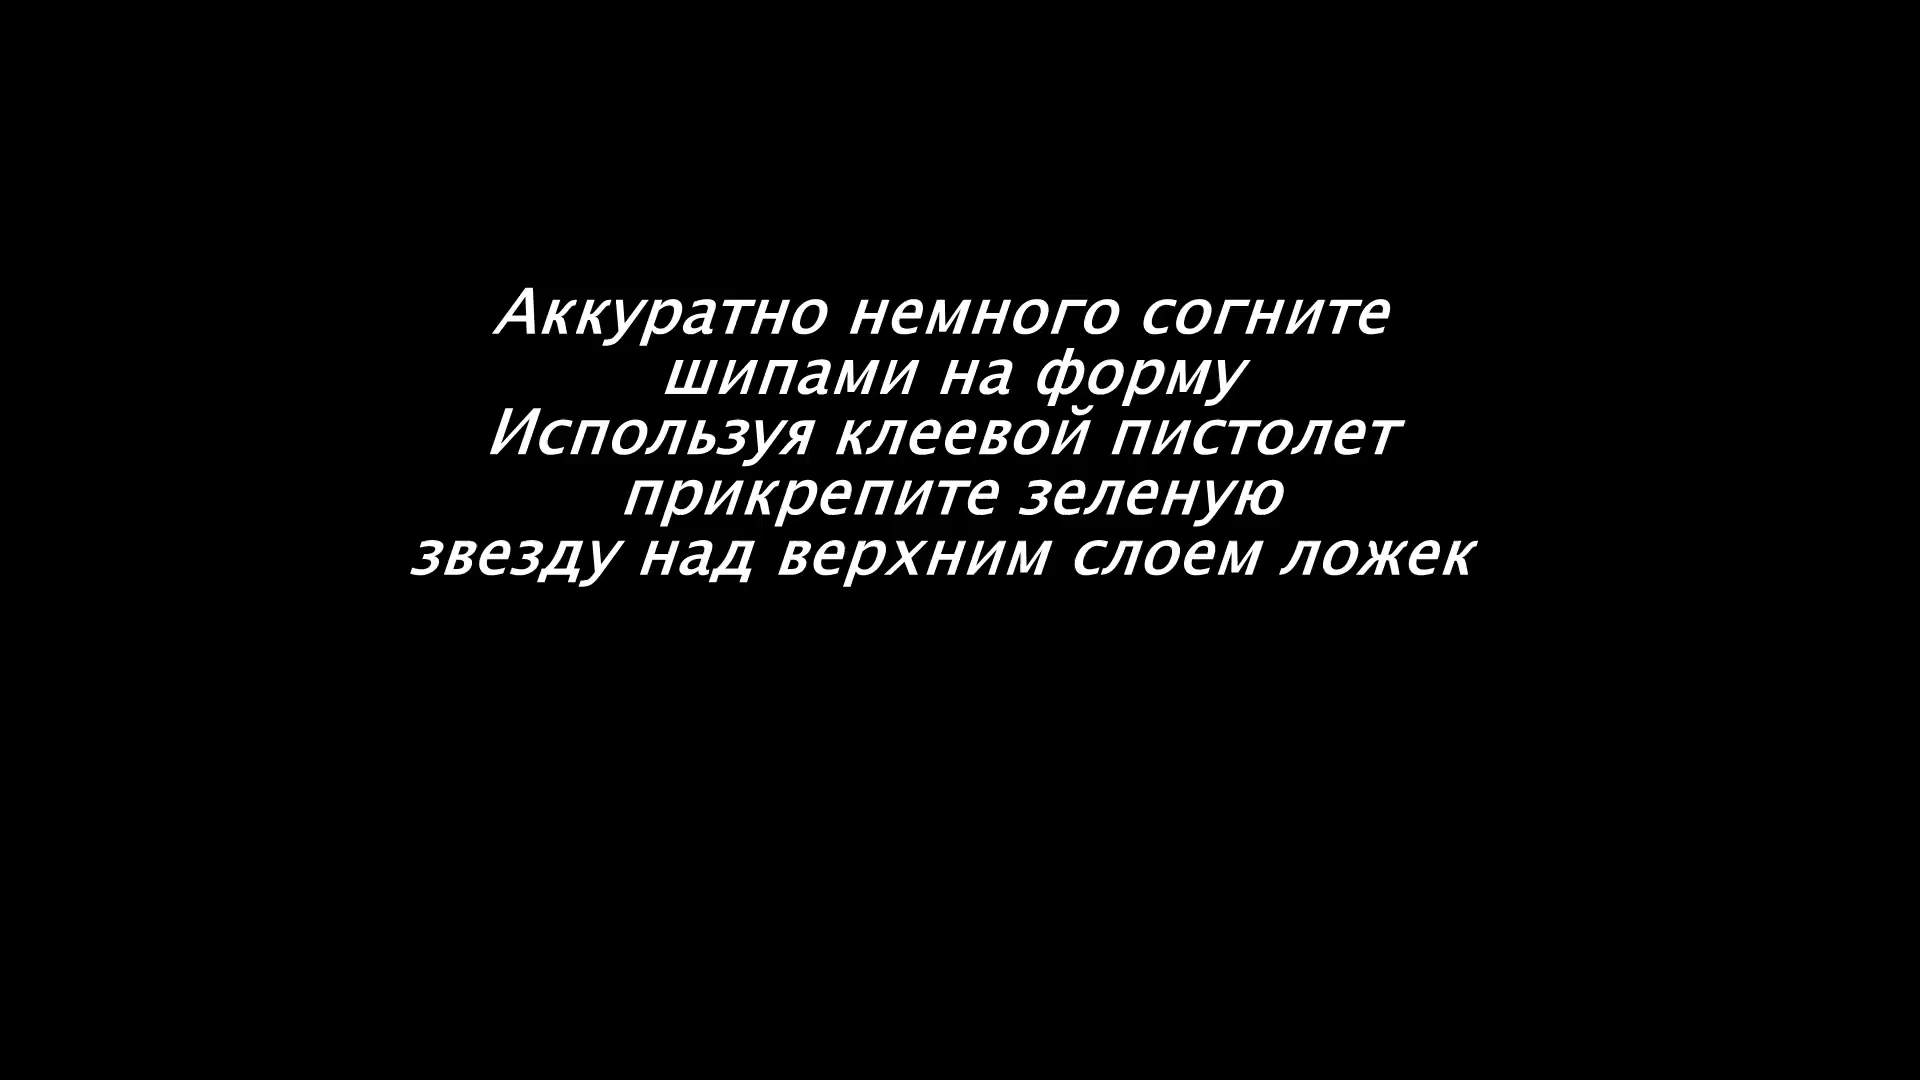 Аккуратно немного согните
шипами на форму
Используя клеевой пистолет
прикрепите зеленую
звезду над верхним слоем ложек